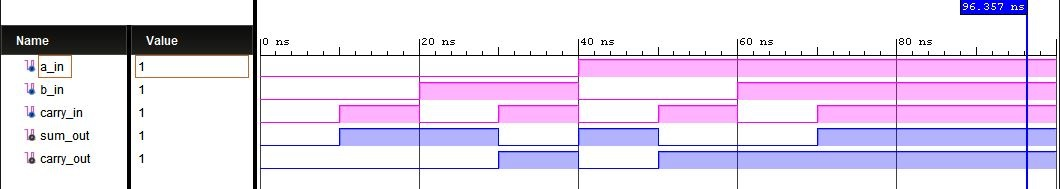 96.357 ns
Name Value
0 ns 20 ns 40 ns 60 ns 80 ns
a_in 1
b_in 1
carry_in 1
sum_out 1
carry_out 1